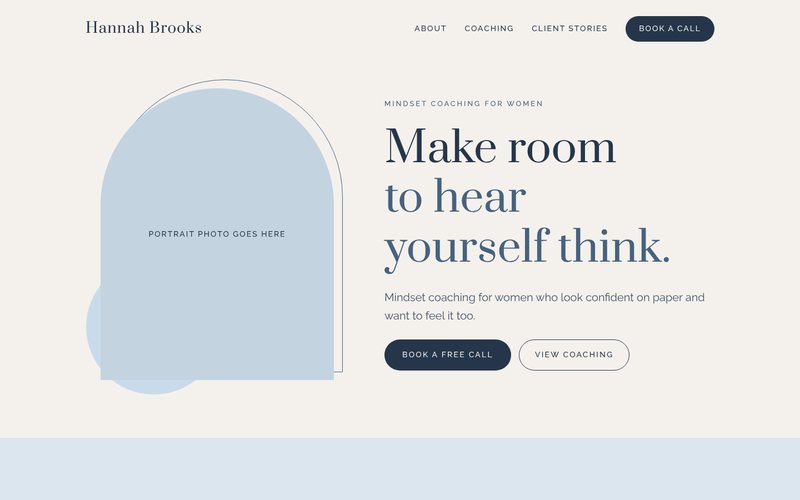 Hannah Brooks
ABOUT
COACHING
CLIENT STORIES
BOOK A CALL
PORTRAIT PHOTO GOES HERE
MINDSET COACHING FOR WOMEN
Make room
to hear
yourself think.
Mindset coaching for women who look confident on paper and
want to feel it too.
BOOK A FREE CALL
VIEW COACHING